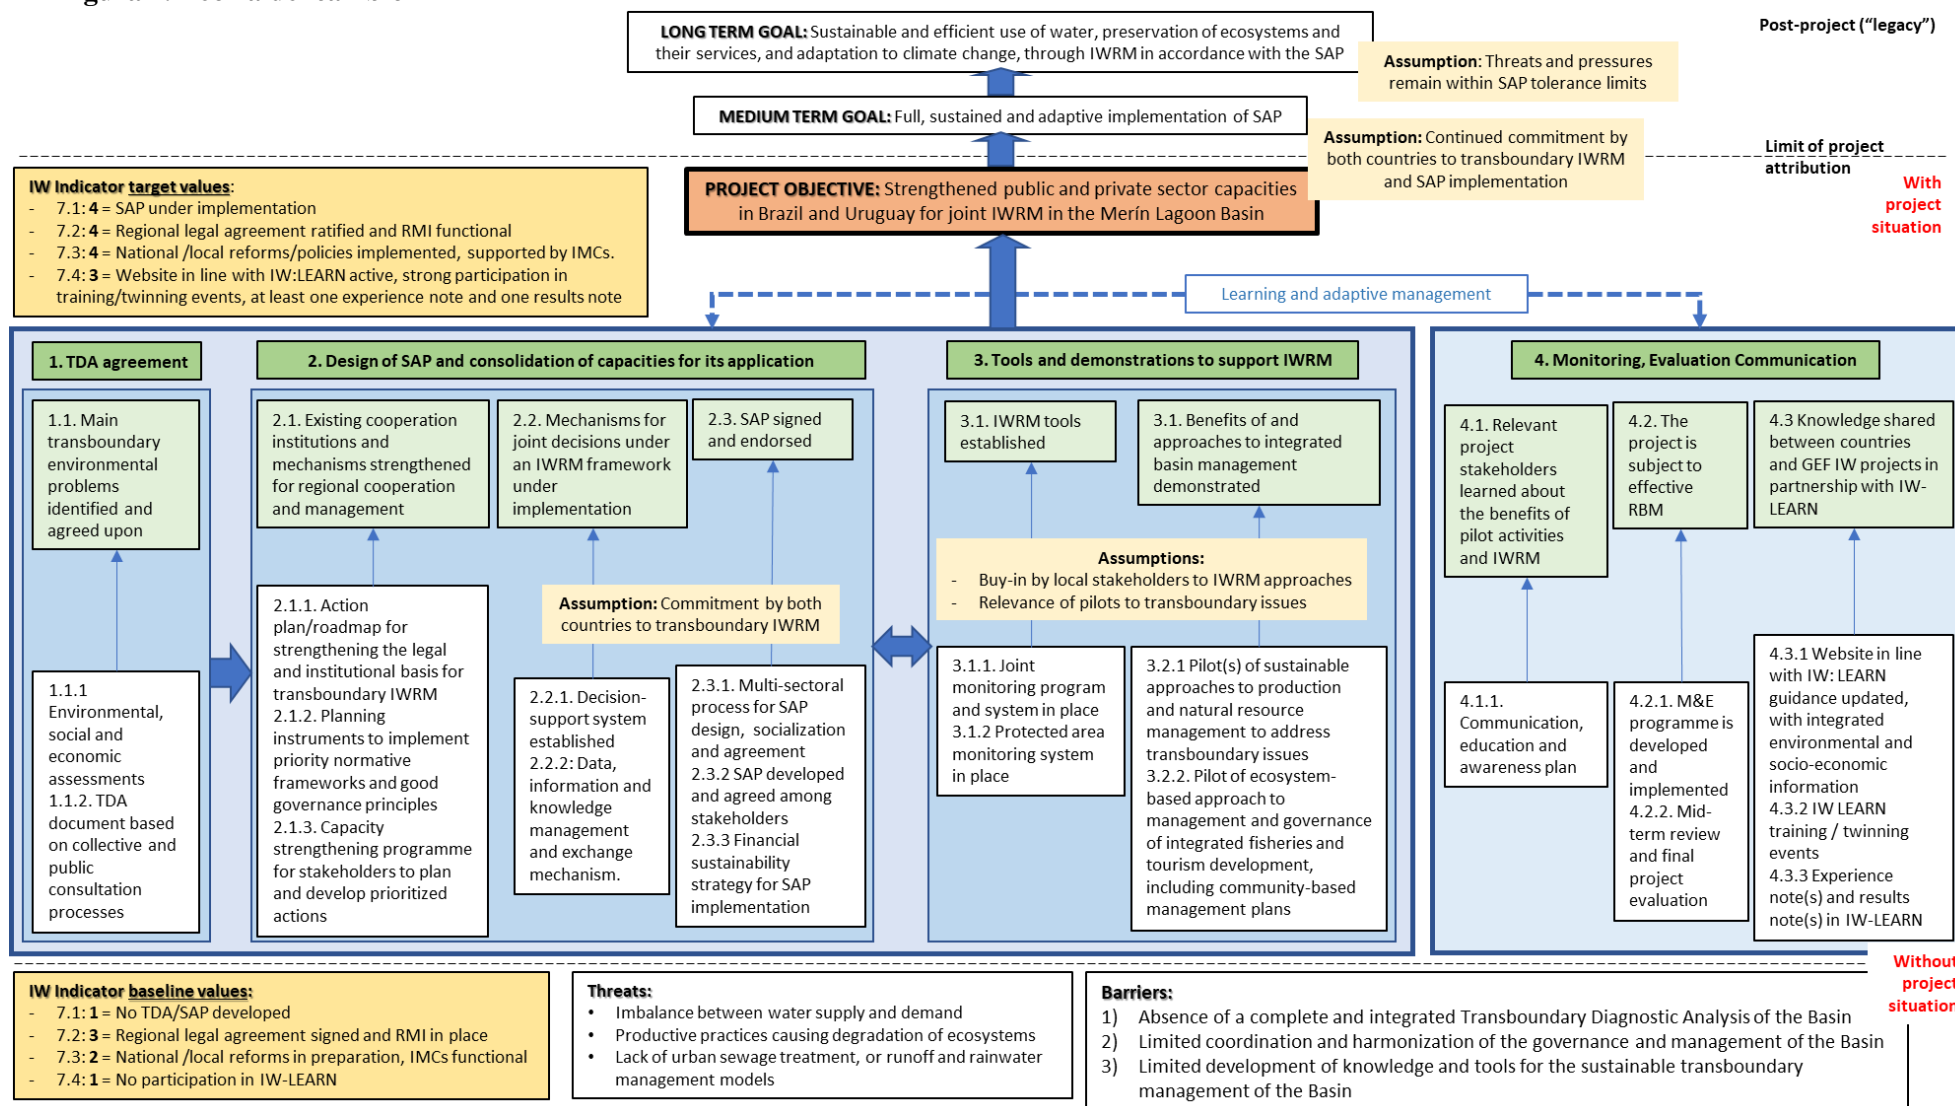 LONG TERM GOAL: Sustainable and efficient use of water, preservation of ecosystems and
their services, and adaptation to climate change, through IWRM in accordance with the SAP
Post-project (“legacy”)
Assumption: Threats and pressures
remain within SAP tolerance limits
MEDIUM TERM GOAL: Full, sustained and adaptive implementation of SAP
Assumption: Continued commitment by
both countries to transboundary IWRM
and SAP implementation
Limit of project
attribution
With
project
situation
IW Indicator target values:
- 7.1: 4 = SAP under implementation
- 7.2: 4 = Regional legal agreement ratified and RMI functional
- 7.3: 4 = National /local reforms/policies implemented, supported by IMCs.
- 7.4: 3 = Website in line with IW:LEARN active, strong participation in
training/twinning events, at least one experience note and one results note
PROJECT OBJECTIVE: Strengthened public and private sector capacities
in Brazil and Uruguay for joint IWRM in the Merín Lagoon Basin
Learning and adaptive management
1. TDA agreement
1.1. Main
transboundary
environmental
problems
identified and
agreed upon
1.1.1
Environmental,
social and
economic
assessments
1.1.2. TDA
document based
on collective and
public
consultation
processes
2. Design of SAP and consolidation of capacities for its application
2.1. Existing cooperation
institutions and
mechanisms strengthened
for regional cooperation
and management
2.2. Mechanisms for
joint decisions under
an IWRM framework
under
implementation
2.3. SAP signed
and endorsed
2.1.1. Action
plan/roadmap for
strengthening the legal
and institutional basis for
transboundary IWRM
2.1.2. Planning
instruments to implement
priority normative
frameworks and good
governance principles
2.1.3. Capacity
strengthening programme
for stakeholders to plan
and develop prioritized
actions
Assumption: Commitment by both
countries to transboundary IWRM
2.2.1. Decision-
support system
established
2.2.2: Data,
information and
knowledge
management
and exchange
mechanism.
2.3.1. Multi-sectoral
process for SAP
design, socialization
and agreement
2.3.2 SAP developed
and agreed among
stakeholders
2.3.3 Financial
sustainability
strategy for SAP
implementation
3. Tools and demonstrations to support IWRM
3.1. IWRM tools
established
3.1. Benefits of and
approaches to integrated
basin management
demonstrated
Assumptions:
- Buy-in by local stakeholders to IWRM approaches
- Relevance of pilots to transboundary issues
3.1.1. Joint
monitoring program
and system in place
3.1.2 Protected area
monitoring system
in place
3.2.1 Pilot(s) of sustainable
approaches to production
and natural resource
management to address
transboundary issues
3.2.2. Pilot of ecosystem-
based approach to
management and governance
of integrated fisheries and
tourism development,
including community-based
management plans
4. Monitoring, Evaluation Communication
4.1. Relevant
project
stakeholders
learned about
the benefits of
pilot activities
and IWRM
4.2. The
project is
subject to
effective
RBM
4.3 Knowledge shared
between countries
and GEF IW projects in
partnership with IW-
LEARN
4.1.1.
Communication,
education and
awareness plan
4.2.1. M&E
programme is
developed
and
implemented
4.2.2. Mid-
term review
and final
project
evaluation
4.3.1 Website in line
with IW: LEARN
guidance updated,
with integrated
environmental and
socio-economic
information
4.3.2 IW LEARN
training / twinning
events
4.3.3 Experience
note(s) and results
note(s) in IW-LEARN
Without
project
situation
IW Indicator baseline values:
- 7.1: 1 = No TDA/SAP developed
- 7.2: 3 = Regional legal agreement signed and RMI in place
- 7.3: 2 = National /local reforms in preparation, IMCs functional
- 7.4: 1 = No participation in IW-LEARN
Threats:
• Imbalance between water supply and demand
• Productive practices causing degradation of ecosystems
• Lack of urban sewage treatment, or runoff and rainwater
management models
Barriers:
1) Absence of a complete and integrated Transboundary Diagnostic Analysis of the Basin
2) Limited coordination and harmonization of the governance and management of the Basin
3) Limited development of knowledge and tools for the sustainable transboundary
management of the Basin